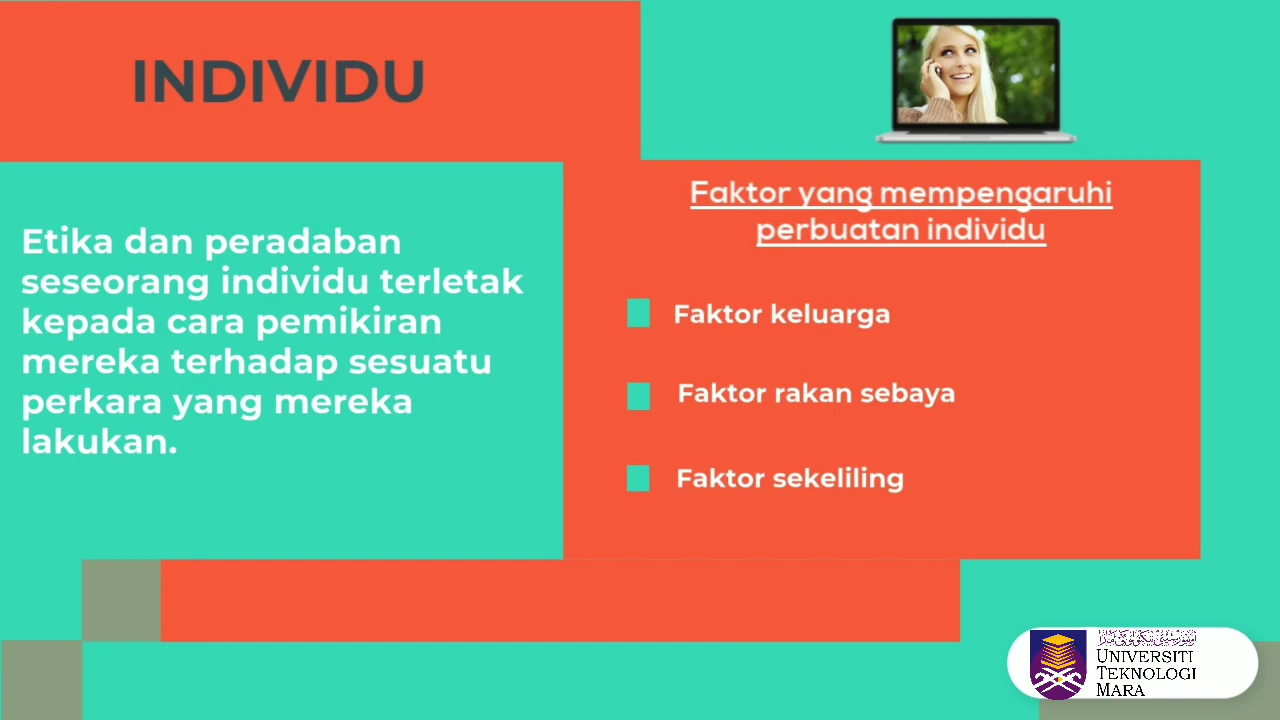 INDIVIDU
Etika dan peradaban
seseorang individu terletak
kepada cara pemikiran
mereka terhadap sesuatu
perkara yang mereka
lakukan.
Faktor yang mempengaruhi
perbuatan individu
Faktor keluarga
Faktor rakan sebaya
Faktor sekeliling
UNIVERSITI
TEKNOLOGI
MARA